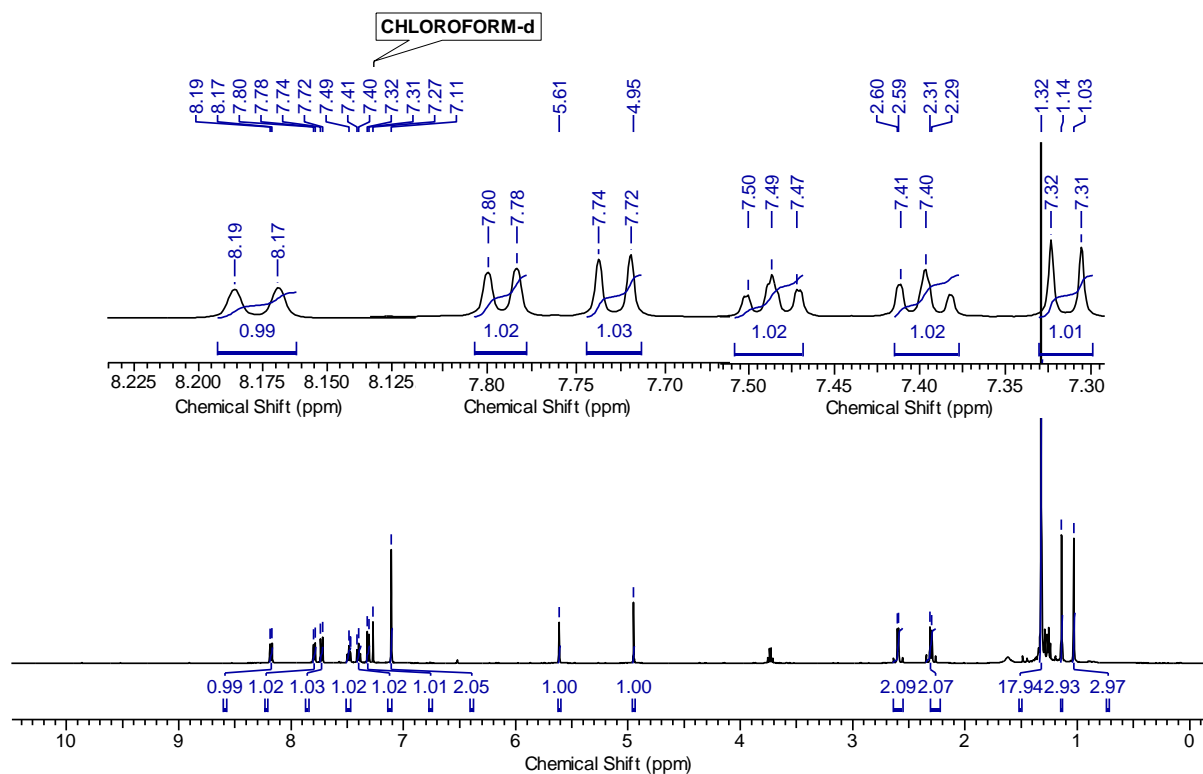 CHLOROFORM-d
8.19 8.17 7.80 7.78 7.74 7.72 7.49 7.41 7.40 7.32 7.31 7.27 7.11 5.61 4.95 2.60 2.59 2.31 2.29 1.32 1.14 1.03
8.19 8.17 7.80 7.78 7.74 7.72 7.50 7.49 7.47 7.41 7.40 7.32 7.31
0.99 1.02 1.03 1.02 1.02 1.01
8.225 8.200 8.175 8.150 8.125 7.80 7.75 7.70 7.50 7.45 7.40 7.35 7.30
Chemical Shift (ppm) Chemical Shift (ppm) Chemical Shift (ppm)
0.99 1.02 1.03 1.02 1.02 1.01 2.05 1.00 1.00 2.09 2.07 17.94 2.93 2.97
10 9 8 7 6 5 4 3 2 1 0
Chemical Shift (ppm)